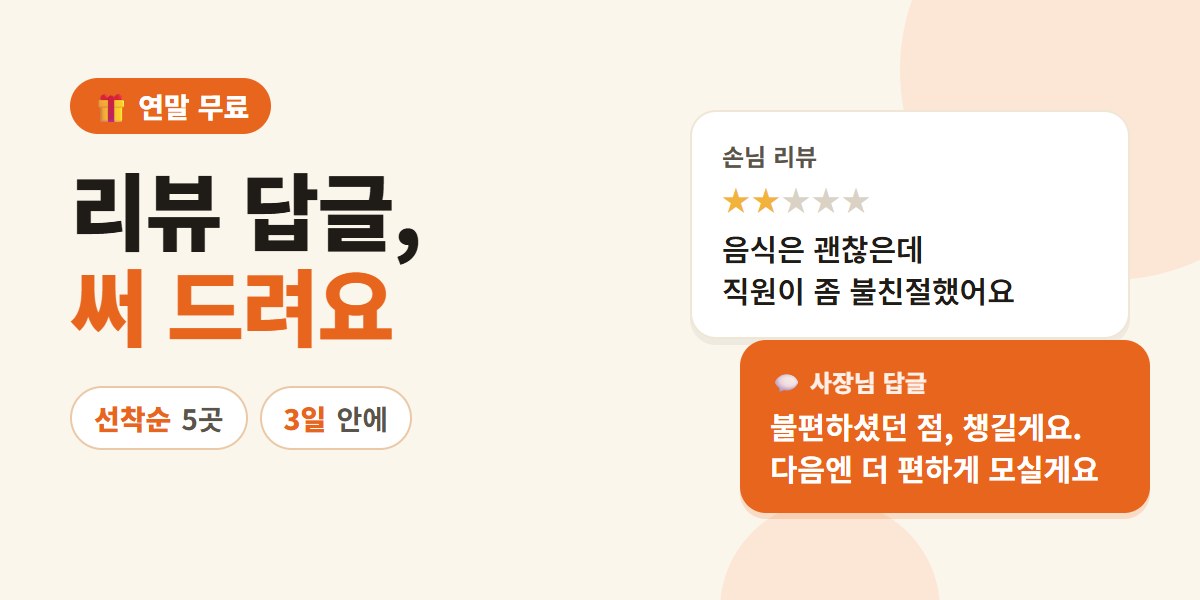 연말 무료
리뷰 답글,
써 드려요
선착순 5곳
3일 안에
손님 리뷰
음식은 괜찮은데
직원이 좀 불친절했어요
사장님 답글
불편하셨던 점, 챙길게요.
다음엔 더 편하게 모실게요